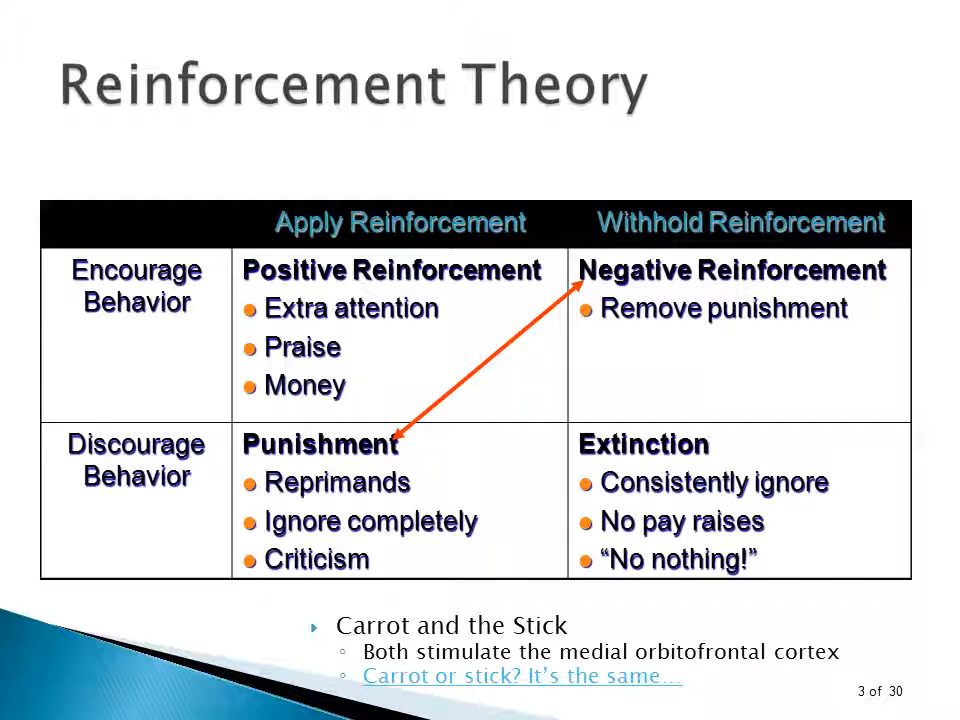 Reinforcement Theory
Apply Reinforcement
Withhold Reinforcement
Encourage
Behavior
Positive Reinforcement
Extra attention
Praise
Money
Negative Reinforcement
Remove punishment
Discourage
Behavior
Punishment
Reprimands
Ignore completely
Criticism
Extinction
Consistently ignore
No pay raises
“No nothing!”
Carrot and the Stick
Both stimulate the medial orbitofrontal cortex
Carrot or stick? It’s the same…
3 of 30